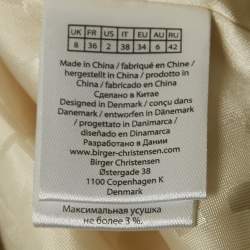 UK FR US IT EU RU
8 36 2 38 34 42
Made in China / fabriqué en Chine /
hergestellt in China / prodotto in
China / fabricado en China
Сделано в Китае
Designed in Denmark / conçu dans
Danemark / entworfen in Dänemark
/ progettato in Danimarca /
diseñado en Dinamarca
Разработано в Дании
www.birger-christensen.com
Birger Christensen
Østergade 38
1100 Copenhagen K
Denmark
Максимальная усушка
не более 3 %.